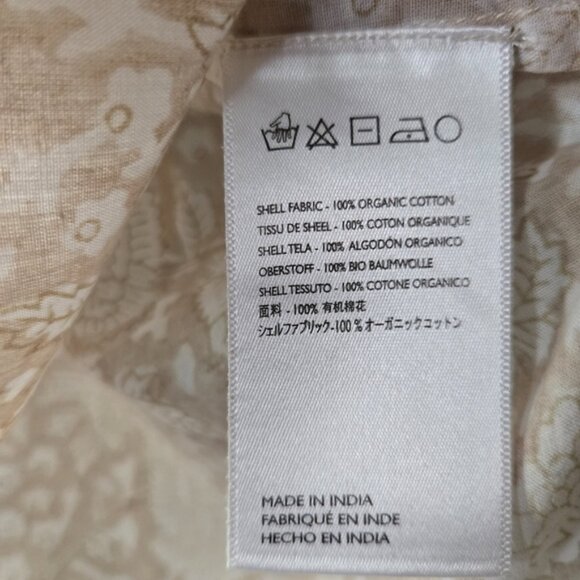 SHELL FABRIC - 100% ORGANIC COTTON
TISSU DE SHEEL - 100% COTON ORGANIQUE
SHELL TELA - 100% ALGODÓN ORGANICO
OBERSTOFF - 100% BIO BAUMWOLLE
SHELL TESSUTO - 100% COTONE ORGANICO
面料 - 100% 有机棉花
シェルファブリック-100%オーガニックコットン
MADE IN INDIA
FABRIQUÉ EN INDE
HECHO EN INDIA